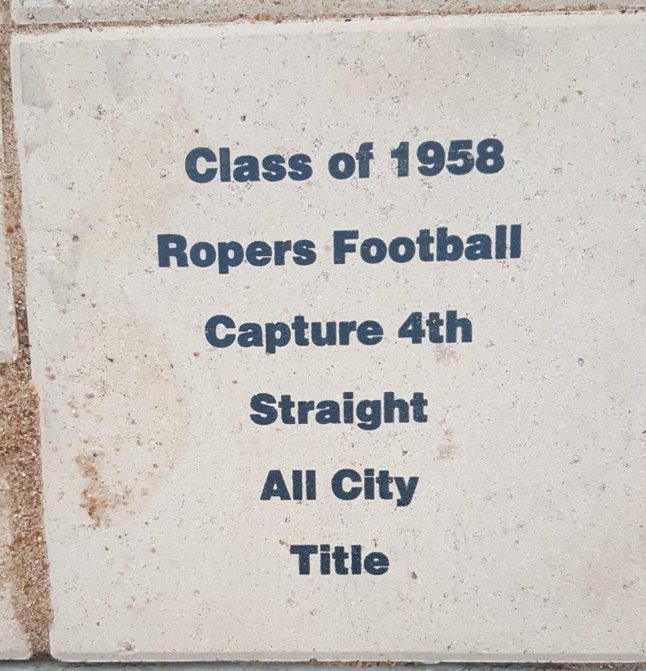 Class of 1958
Ropers Football
Capture 4th
Straight
All City
Title